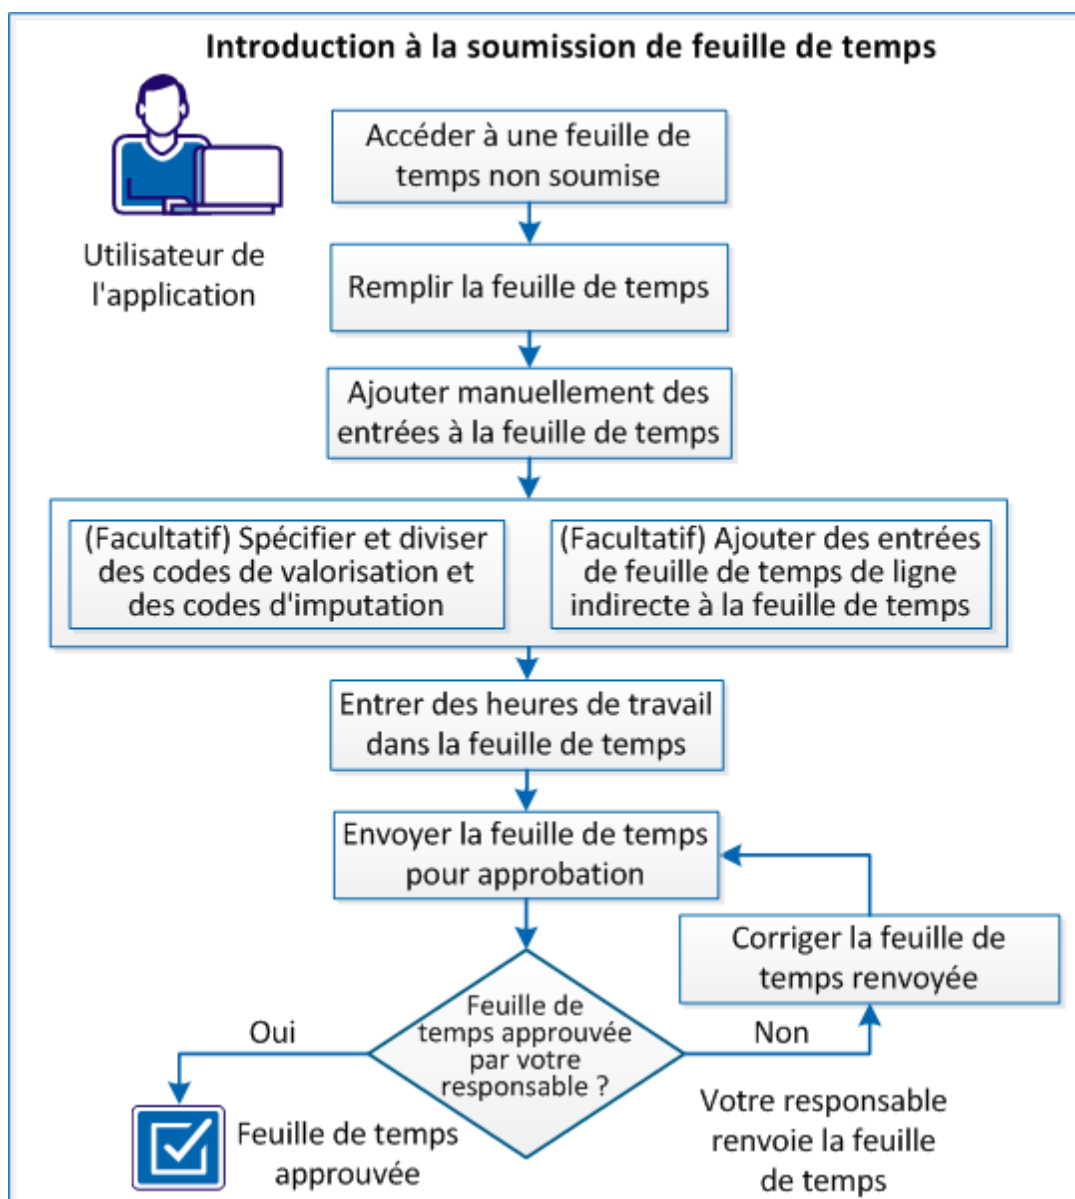 Introduction à la soumission de feuille de temps
Utilisateur de
l'application
Accéder à une feuille de
temps non soumise
Remplir la feuille de temps
Ajouter manuellement des
entrées à la feuille de temps
(Facultatif) Spécifier et diviser
des codes de valorisation et
des codes d'imputation
(Facultatif) Ajouter des entrées
de feuille de temps de ligne
indirecte à la feuille de temps
Entrer des heures de travail
dans la feuille de temps
Envoyer la feuille de temps
pour approbation
Corriger la feuille de
temps renvoyée
Feuille de
temps approuvée
par votre
responsable ?
Oui
Non
Feuille de temps
approuvée
Votre responsable
renvoie la feuille
de temps